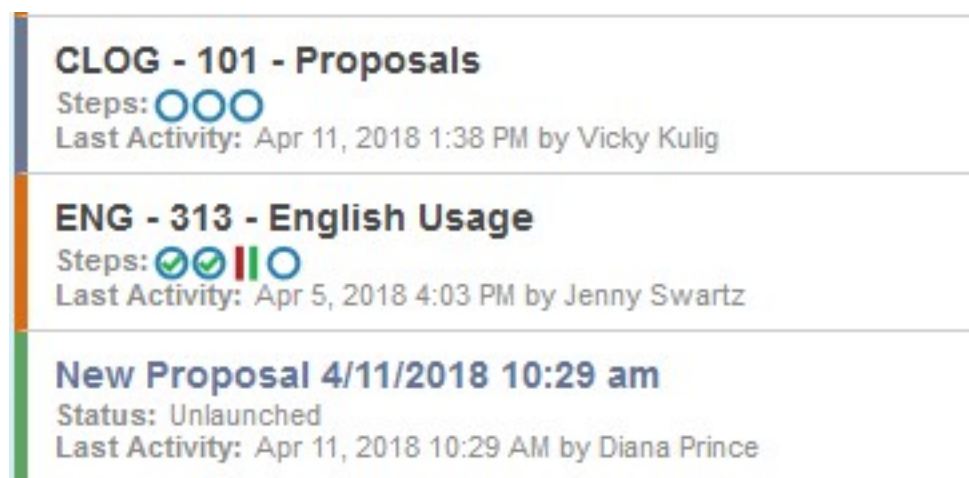 CLOG - 101 - Proposals
Steps:
Last Activity: Apr 11, 2018 1:38 PM by Vicky Kulig
ENG - 313 - English Usage
Steps:
Last Activity: Apr 5, 2018 4:03 PM by Jenny Swartz
New Proposal 4/11/2018 10:29 am
Status: Unlaunched
Last Activity: Apr 11, 2018 10:29 AM by Diana Prince